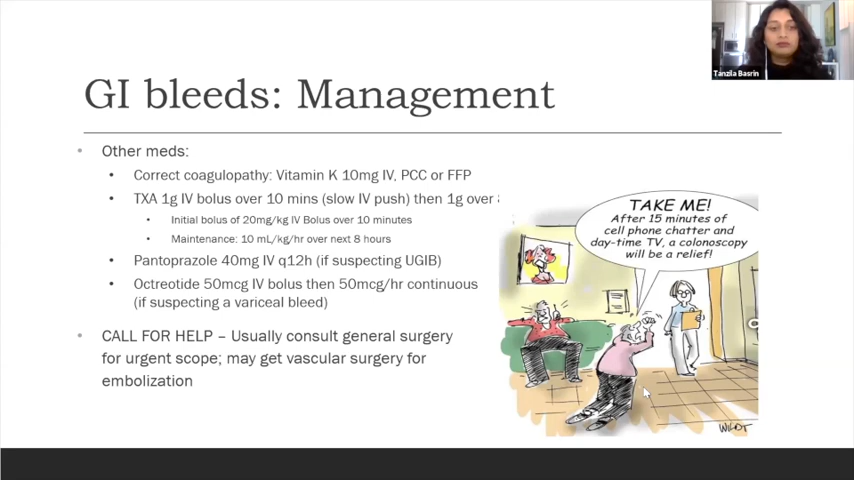 Tanzila Basrin
GI bleeds: Management
Other meds:
Correct coagulopathy: Vitamin K 10mg IV, PCC or FFP
TXA 1g IV bolus over 10 mins (slow IV push) then 1g over
Initial bolus of 20mg/kg IV Bolus over 10 minutes
Maintenance: 10 mL/kg/hr over next 8 hours
Pantoprazole 40mg IV q12h (if suspecting UGIB)
Octreotide 50mcg IV bolus then 50mcg/hr continuous
(if suspecting a variceal bleed)
CALL FOR HELP – Usually consult general surgery
for urgent scope; may get vascular surgery for
embolization
TAKE ME!
After 15 minutes of
cell phone chatter and
day-time TV, a colonoscopy
will be a relief!
WILDT